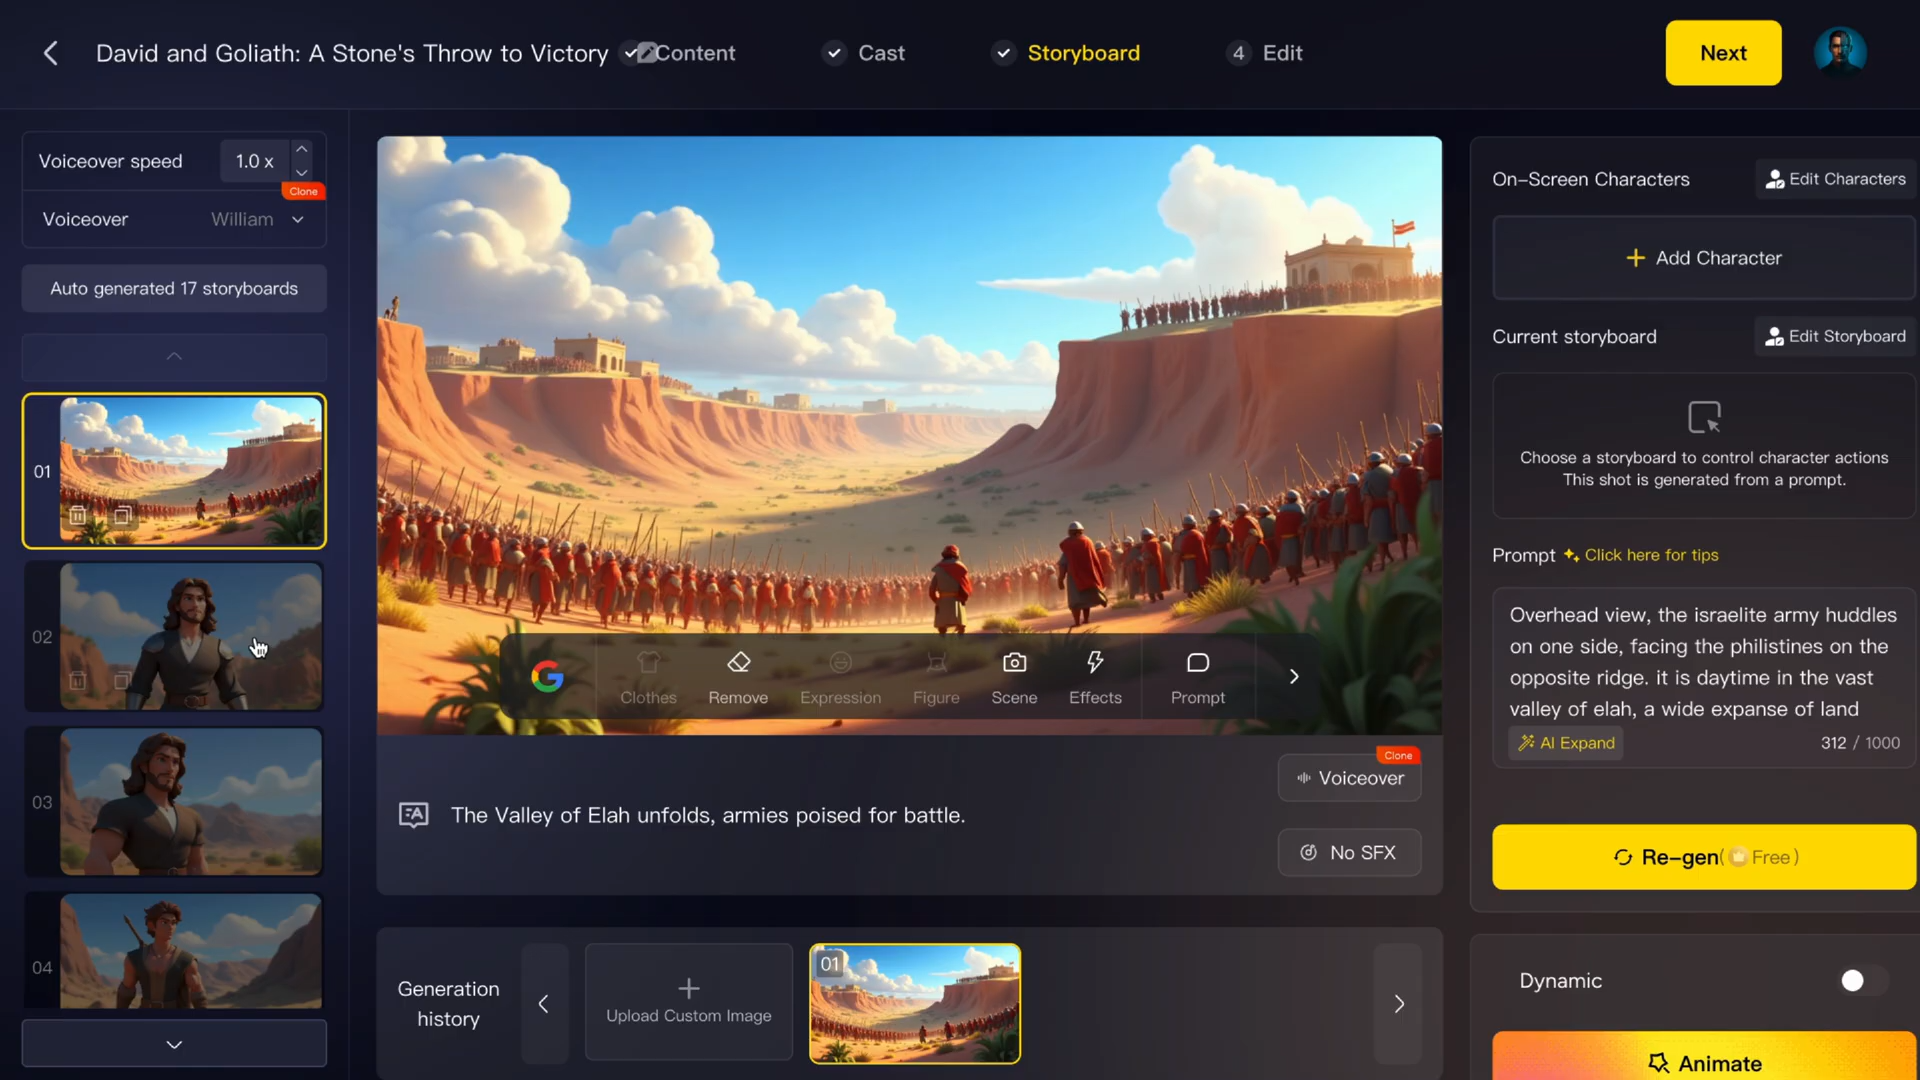 David and Goliath: A Stone's Throw to Victory
Content
Cast
Storyboard
4 Edit
Next
Voiceover speed
1.0 x
Clone
Voiceover
William
Auto generated 17 storyboards
01
02
03
04
Clothes
Remove
Expression
Figure
Scene
Effects
Prompt
The Valley of Elah unfolds, armies poised for battle.
Clone
Voiceover
No SFX
Generation
history
Upload Custom Image
01
On-Screen Characters
Edit Characters
Add Character
Current storyboard
Edit Storyboard
Choose a storyboard to control character actions
This shot is generated from a prompt.
Prompt
Click here for tips
Overhead view, the israelite army huddles
on one side, facing the philistines on the
opposite ridge. it is daytime in the vast
valley of elah, a wide expanse of land
AI Expand
312 / 1000
Re-gen( Free )
Dynamic
Animate